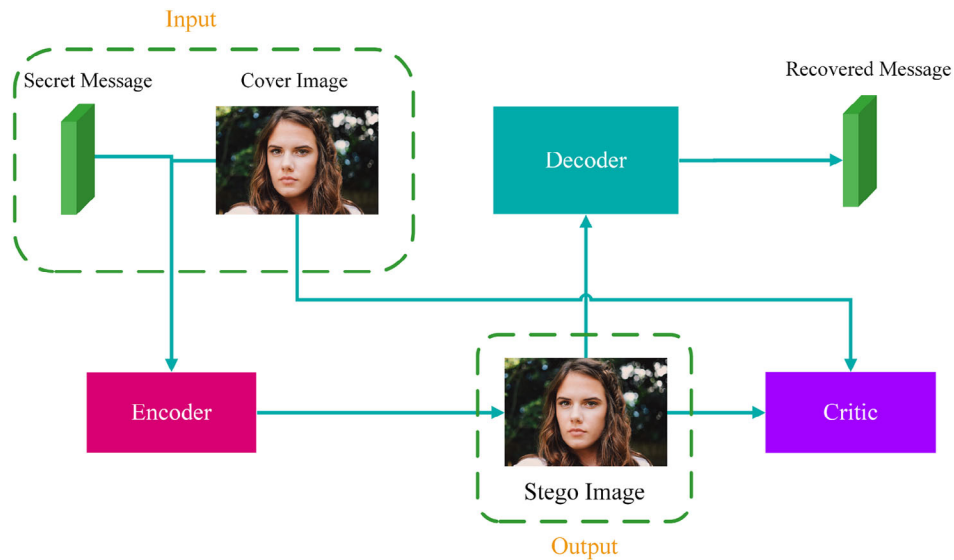 Input
Secret Message
Cover Image
Recovered Message
Decoder
Encoder
Critic
Stego Image
Output